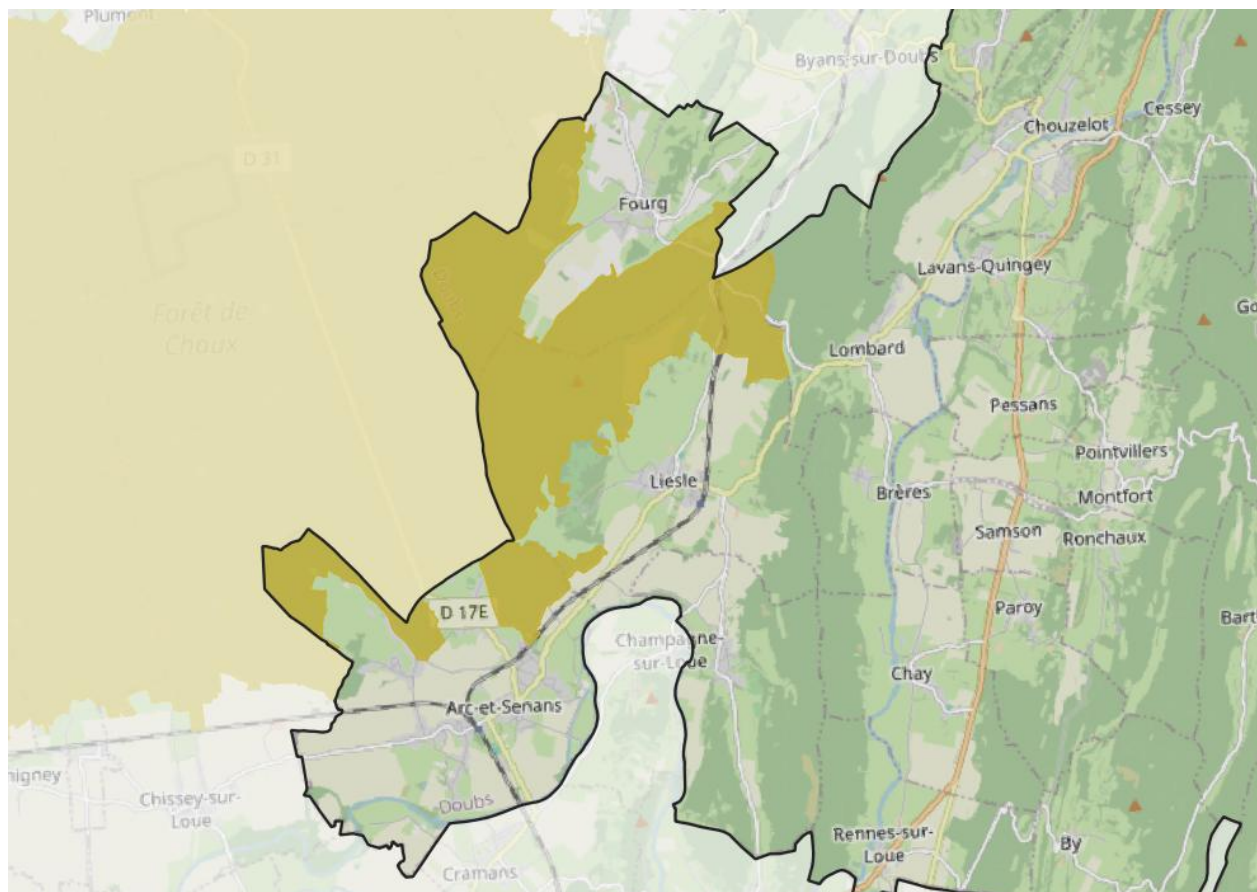 Plumont
Byans-sur-Doubs
Cessey
Chouzelot
D 31
Fourg
Lavans-Quingey
Doubs
Forêt de
Chaux
Lombard
Pessans
Pointvillers
Liesle
Brères
Montfort
Samson
Ronchaux
D 17E
Paroy
Champagne-
sur-Loue
Chay
Arc-et-Senans
Chissey-sur-
Loue
Doubs
Rennes-sur-
Loue
By
Cramans